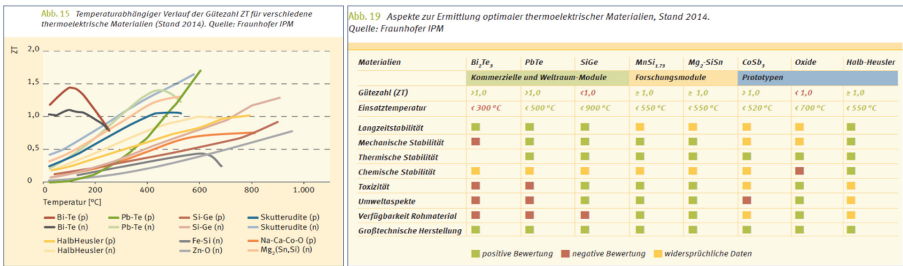 Abb. 15 Temperaturabhängiger Verlauf der Gütezahl ZT für verschiedene
thermoelektrische Materialien (Stand 2014). Quelle: Fraunhofer IPM
ZT
2,0
1,5
1,0
0,5
0
0 200 400 600 800 1.000
Temperatur [°C]
Bi-Te (p) Pb-Te (p) Si-Ge (p) Skutterudite (p)
Bi-Te (n) Pb-Te (n) Si-Ge (n) Skutterudite (n)
HalbHeusler (p) Fe-Si (n) Na-Ca-Co-O (p)
HalbHeusler (n) Zn-O (n) Mg2(Sn,Si) (n)
Abb. 19 Aspekte zur Ermittlung optimaler thermoelektrischer Materialien, Stand 2014.
Quelle: Fraunhofer IPM
Materialien Bi2Te3 PbTe SiGe MnSi1,73 Mg2-SiSn CoSb3 Oxide Halb-Heusler
Kommerzielle und Weltraum-Module Forschungsmodule Prototypen
Gütezahl (ZT) >1,0 >1,0 <1,0 ≥ 1,0 ≥ 1,0 > 1,0 < 1,0 ≥ 1,0
Einsatztemperatur < 300 °C < 500 °C < 900 °C < 550 °C < 550 °C < 520 °C < 700 °C < 550 °C
Langzeitstabilität
Mechanische Stabilität
Thermische Stabilität
Chemische Stabilität
Toxizität
Umweltaspekte
Verfügbarkeit Rohmaterial
Großtechnische Herstellung
positive Bewertung negative Bewertung widersprüchliche Daten